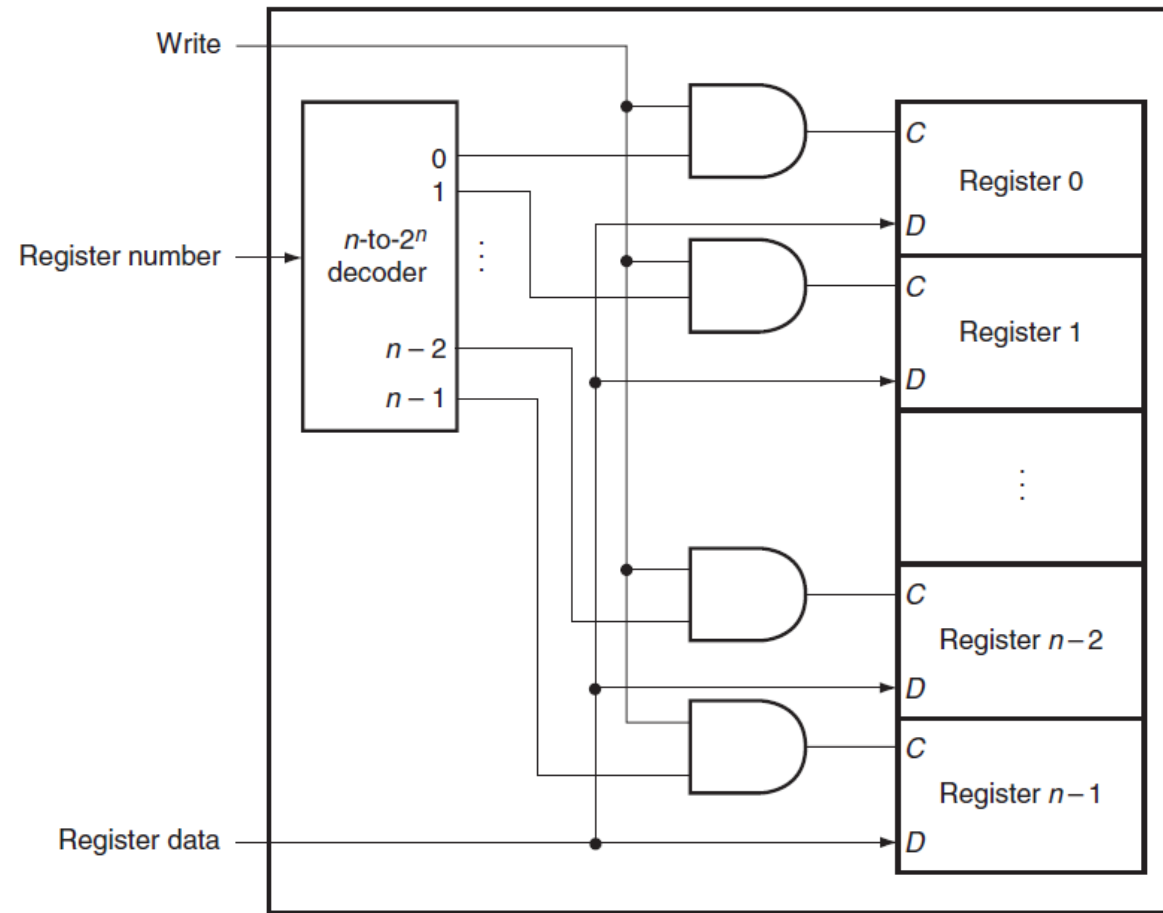 Write
0
1
n-to-2ⁿ
decoder
⋮
n – 2
n – 1
Register number
Register data
C
Register 0
D
C
Register 1
D
⋮
C
Register n – 2
D
C
Register n – 1
D